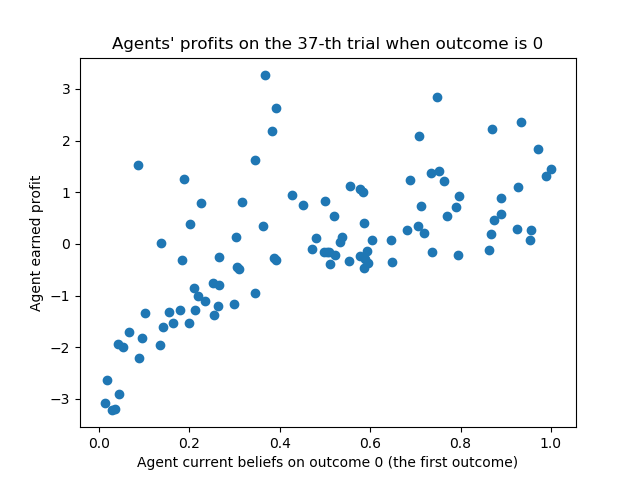 Agents' profits on the 37-th trial when outcome is 0
Agent earned profit
3
2
1
0
−1
−2
−3
0.0 0.2 0.4 0.6 0.8 1.0
Agent current beliefs on outcome 0 (the first outcome)